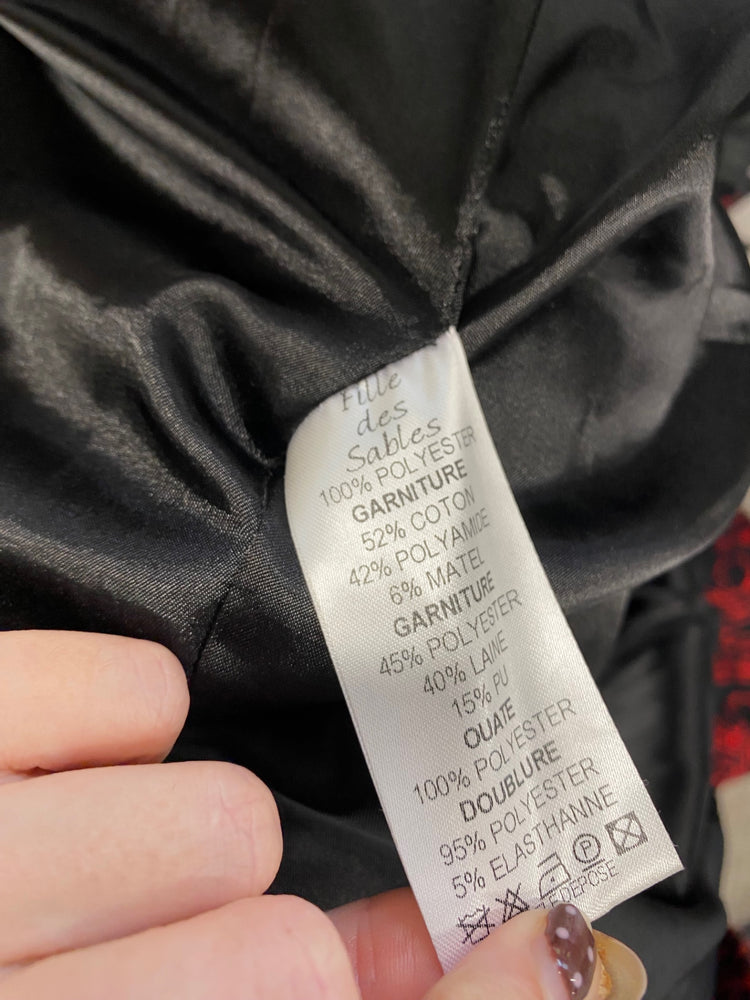 Fille
des
Sables
100% POLYESTER
GARNITURE
52% COTON
42% POLYAMIDE
6% MATEL
GARNITURE
45% POLYESTER
40% LAINE
15% PU
OUATE
100% POLYESTER
DOUBLURE
95% POLYESTER
5% ELASTHANNE
P